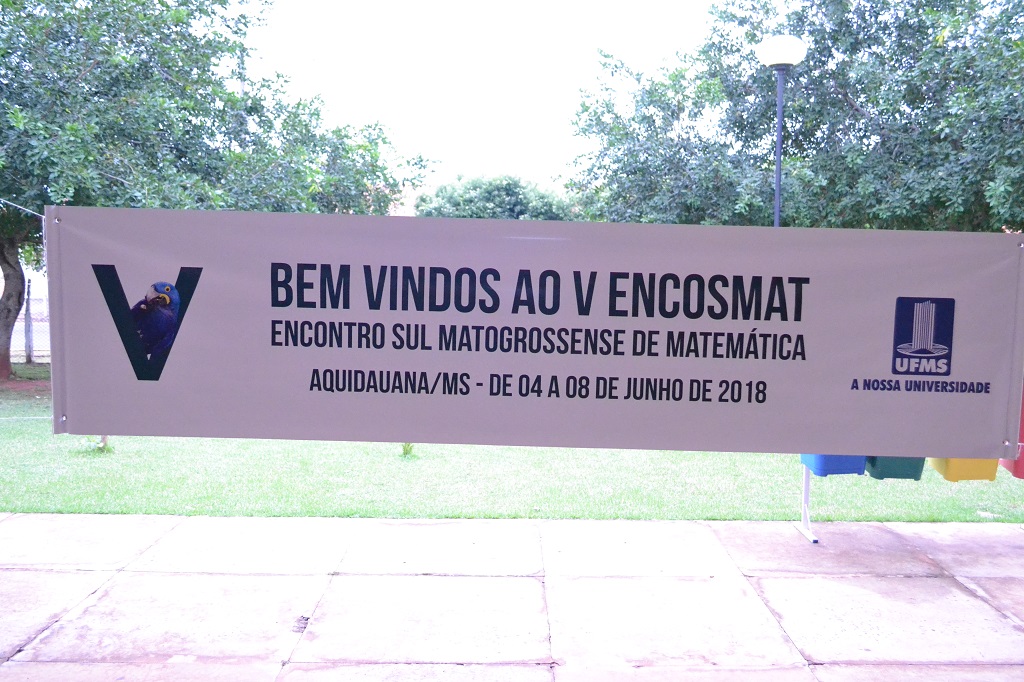 V
BEM VINDOS AO V ENCOSMAT
ENCONTRO SUL MATOGROSSENSE DE MATEMÁTICA
AQUIDAUANA/MS - DE 04 A 08 DE JUNHO DE 2018
UFMS
A NOSSA UNIVERSIDADE